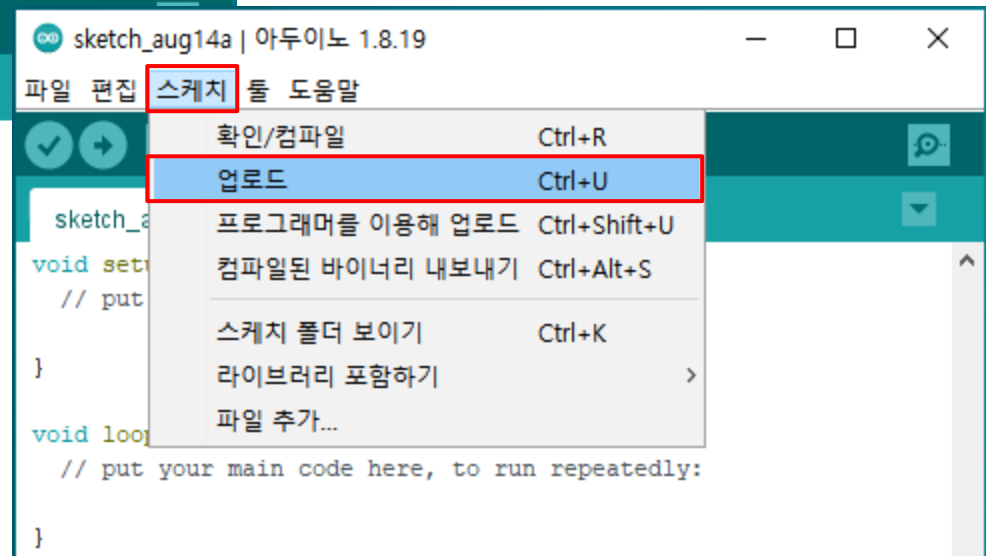 sketch_aug14a | 아두이노 1.8.19
파일 편집 스케치 툴 도움말
확인/컴파일 Ctrl+R
업로드 Ctrl+U
sketch_a
프로그래머를 이용해 업로드 Ctrl+Shift+U
void set
컴파일된 바이너리 내보내기 Ctrl+Alt+S
// put
스케치 폴더 보이기 Ctrl+K
}
라이브러리 포함하기
파일 추가...
void loop
// put your main code here, to run repeatedly:
}